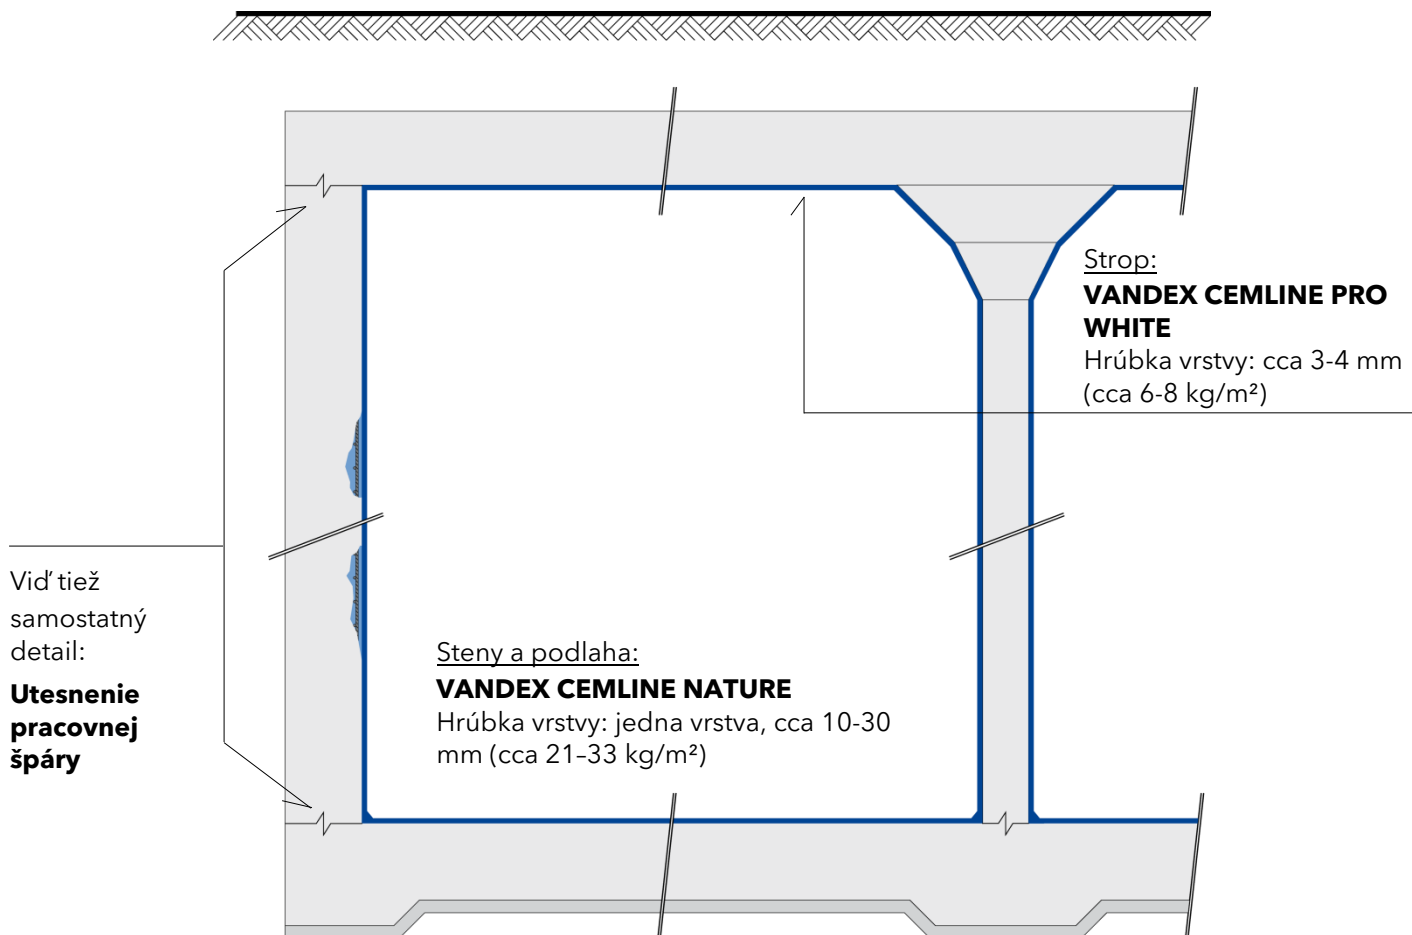 Strop:
VANDEX CEMLINE PRO
WHITE
Hrúbka vrstvy: cca 3-4 mm
(cca 6-8 kg/m²)
Viď tiež
samostatný
detail:
Utesnenie
pracovnej
špáry
Steny a podlaha:
VANDEX CEMLINE NATURE
Hrúbka vrstvy: jedna vrstva, cca 10-30
mm (cca 21–33 kg/m²)